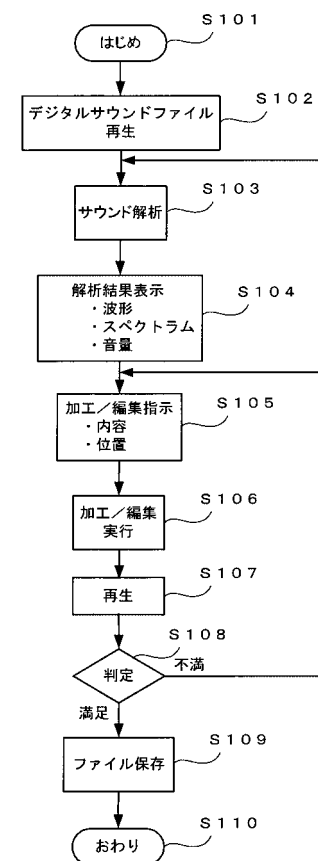 はじめ
S101
デジタルサウンドファイル
再生
S102
サウンド解析
S103
解析結果表示
・波形
・スペクトラム
・音量
S104
加工／編集指示
・内容
・位置
S105
加工／編集
実行
S106
再生
S107
判定
S108
不満
満足
ファイル保存
S109
おわり
S110